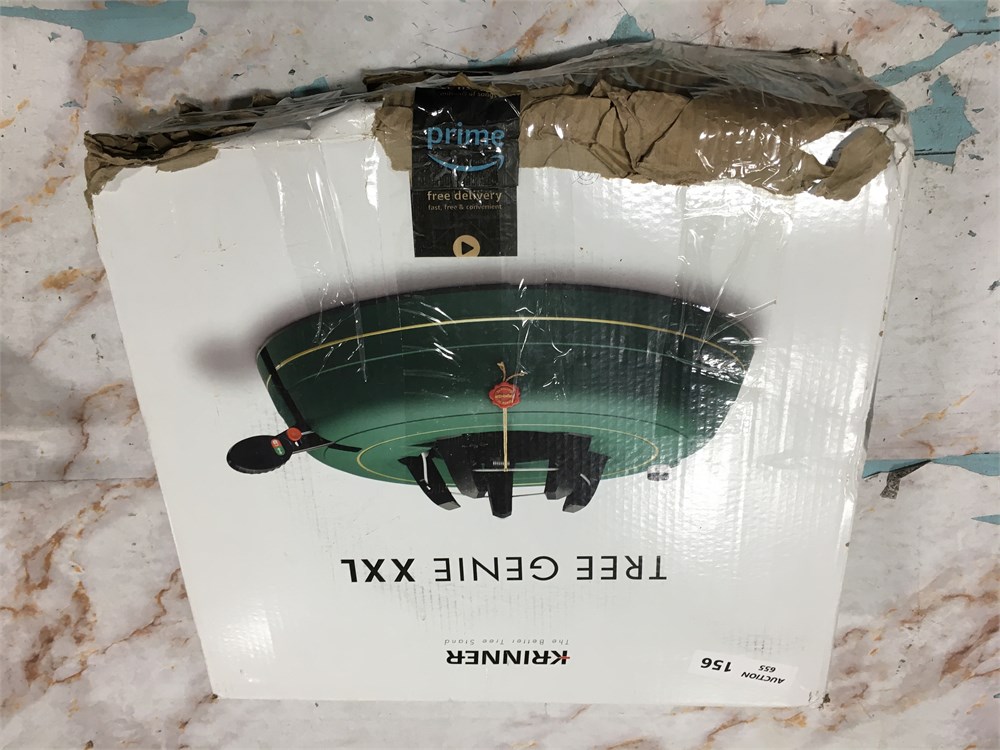 prime
free delivery
fast, free & convenient
KRINNER
The Better Tree Stand
TREE GENIE XXL
AUCTION 156
655